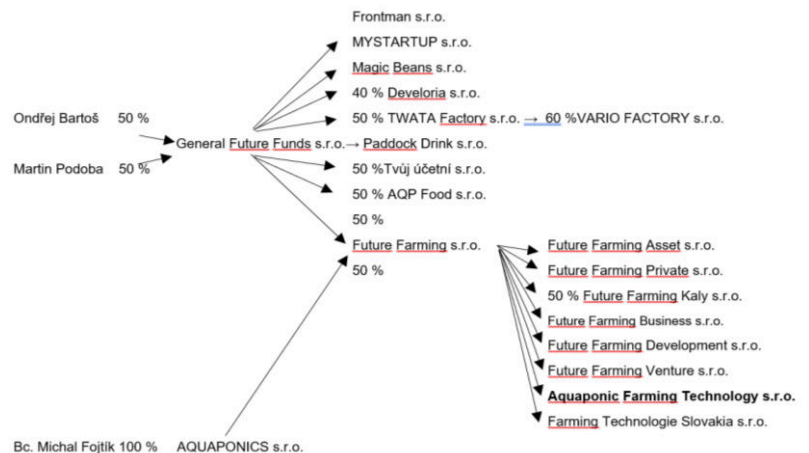 Frontman s.r.o.
MYSTARTUP s.r.o.
Magic Beans s.r.o.
40 % Develoria s.r.o.
Ondřej Bartoš 50 % 50 % TWATA Factory s.r.o. → 60 %VARIO FACTORY s.r.o.
General Future Funds s.r.o.→ Paddock Drink s.r.o.
Martin Podoba 50 % 50 %Tvůj účetní s.r.o.
50 % AQP Food s.r.o.
50 %
Future Farming s.r.o. Future Farming Asset s.r.o.
50 % Future Farming Private s.r.o.
50 % Future Farming Kaly s.r.o.
Future Farming Business s.r.o.
Future Farming Development s.r.o.
Future Farming Venture s.r.o.
Aquaponic Farming Technology s.r.o.
Farming Technologie Slovakia s.r.o.
Bc. Michal Fojtík 100 % AQUAPONICS s.r.o.